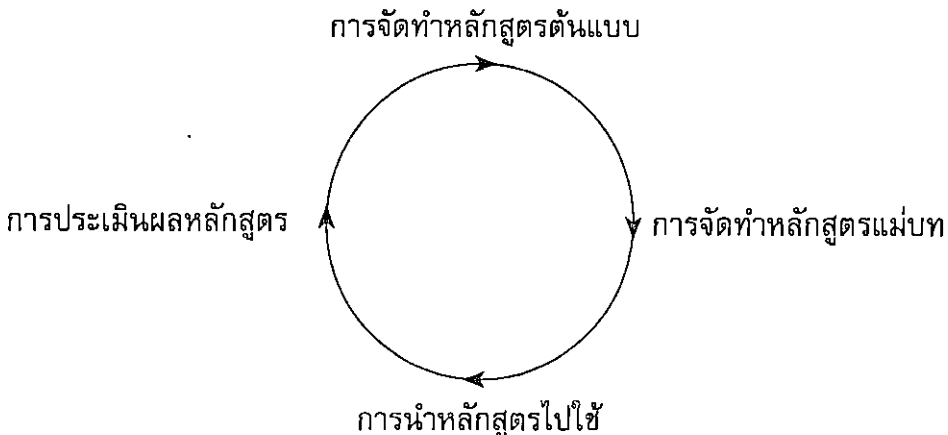 การจัดทำหลักสูตรต้นแบบ
การประเมินผลหลักสูตร
การจัดทำหลักสูตรแม่บท
การนำหลักสูตรไปใช้